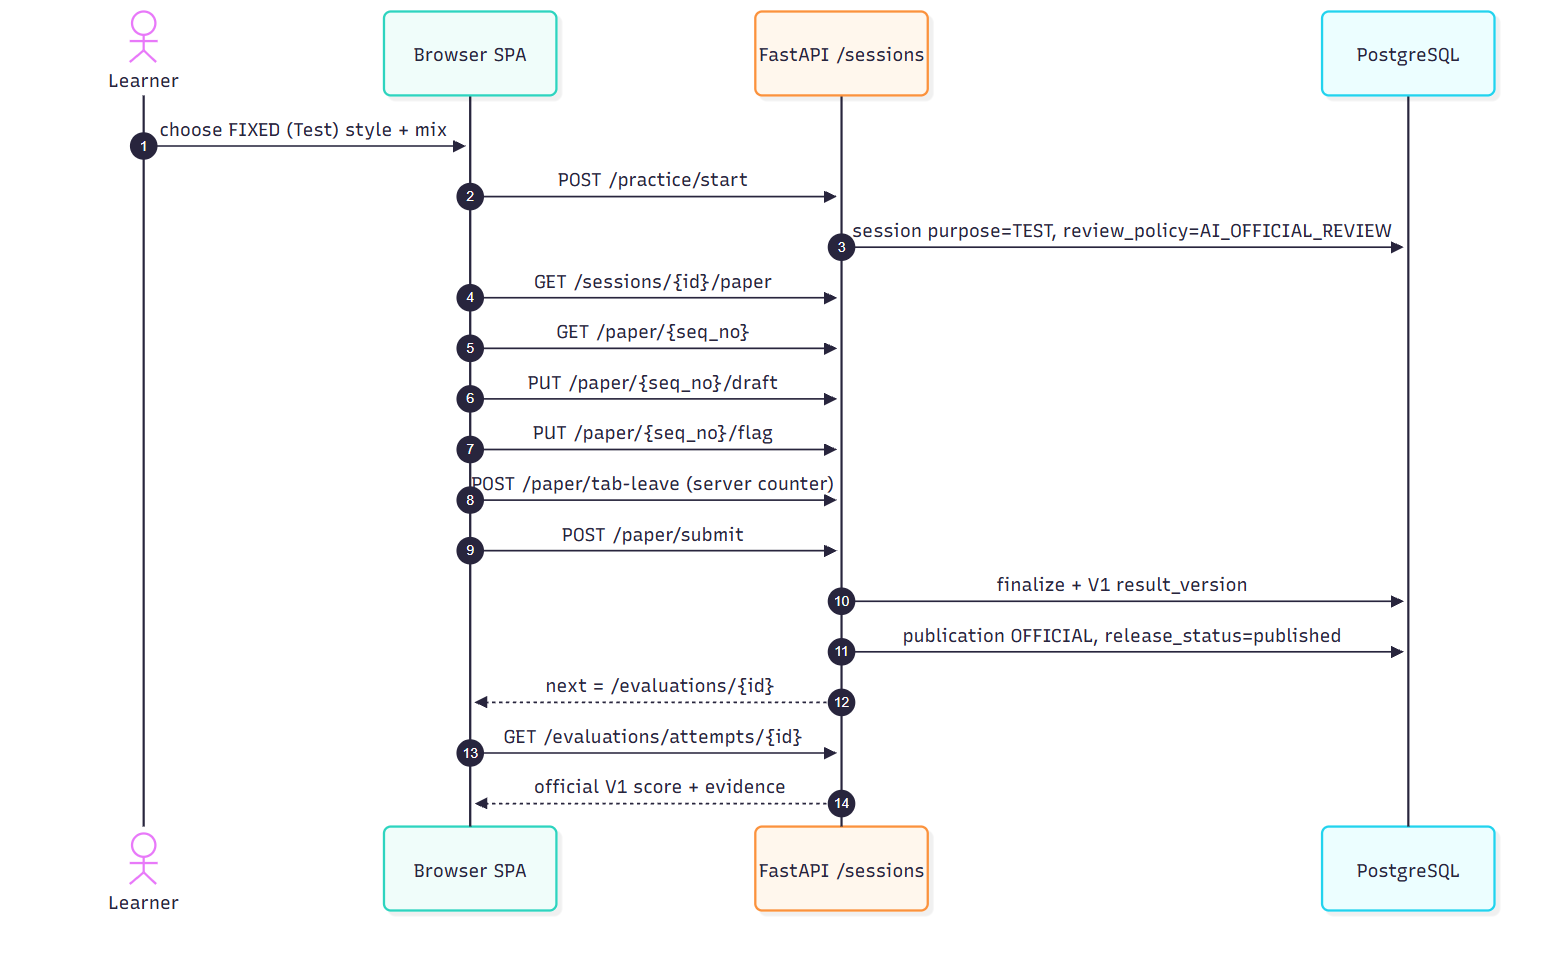 Learner
Browser SPA
FastAPI /sessions
PostgreSQL
1
choose FIXED (Test) style + mix
2
POST /practice/start
3
session purpose=TEST, review_policy=AI_OFFICIAL_REVIEW
4
GET /sessions/{id}/paper
5
GET /paper/{seq_no}
6
PUT /paper/{seq_no}/draft
7
PUT /paper/{seq_no}/flag
8
POST /paper/tab-leave (server counter)
9
POST /paper/submit
10
finalize + V1 result_version
11
publication OFFICIAL, release_status=published
next = /evaluations/{id}
12
13
GET /evaluations/attempts/{id}
official V1 score + evidence
14
Learner
Browser SPA
FastAPI /sessions
PostgreSQL